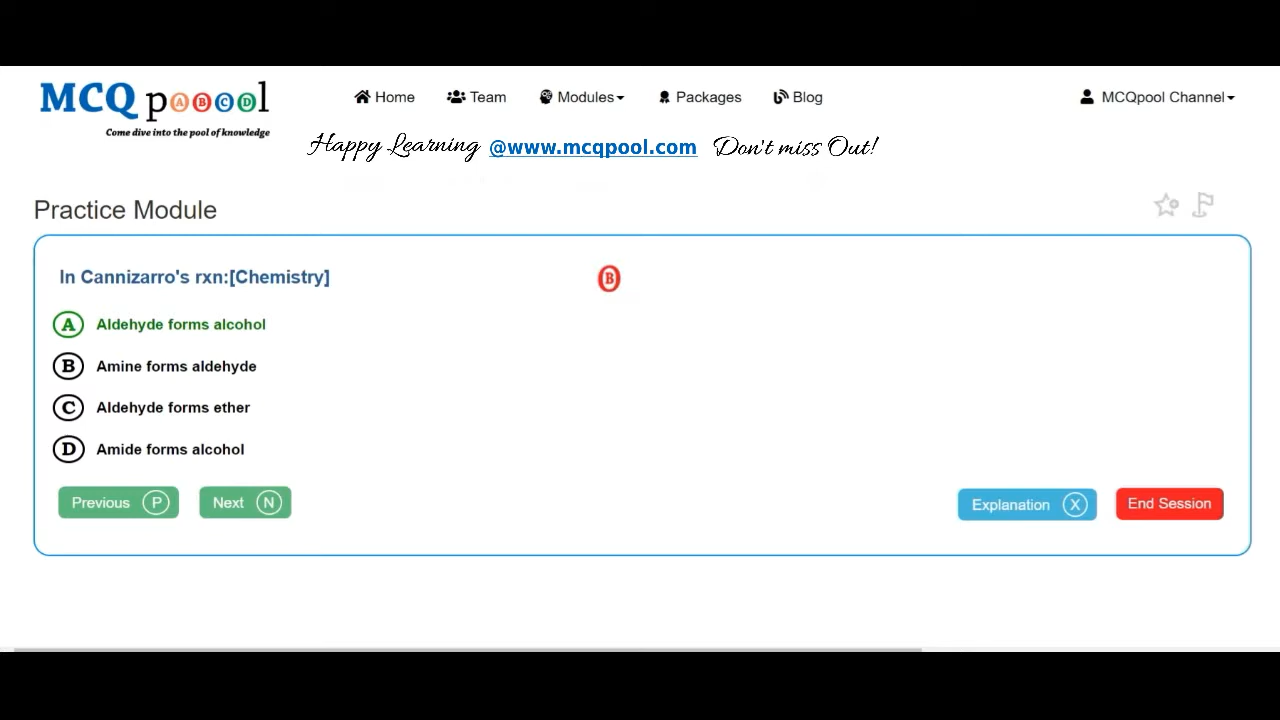 MCQ pooool
Come dive into the pool of knowledge
Home Team Modules Packages Blog MCQpool Channel
Happy Learning @www.mcqpool.com Don't miss Out!
Practice Module
In Cannizarro's rxn:[Chemistry]
B
A Aldehyde forms alcohol
B Amine forms aldehyde
C Aldehyde forms ether
D Amide forms alcohol
Previous P Next N Explanation X End Session